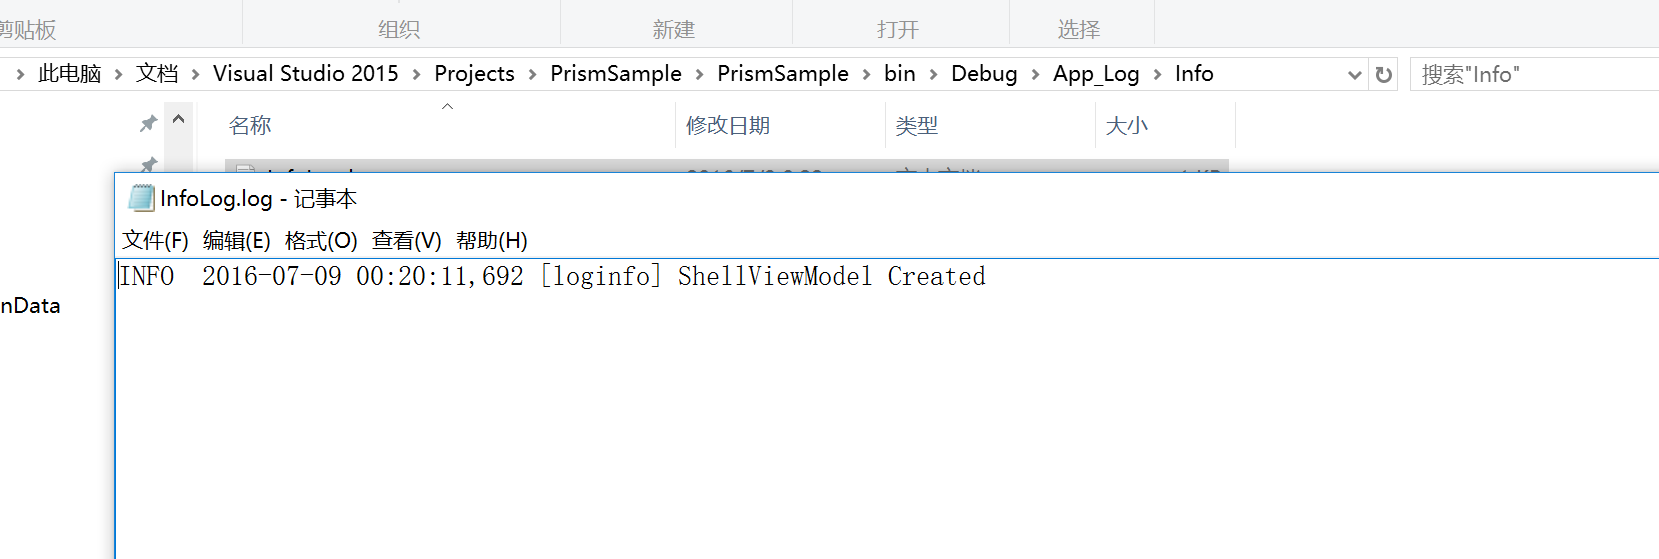 剪贴板 组织 新建 打开 选择
此电脑 文档 Visual Studio 2015 Projects PrismSample PrismSample bin Debug App_Log Info 搜索"Info"
名称 修改日期 类型 大小
InfoLog.log - 记事本
文件(F) 编辑(E) 格式(O) 查看(V) 帮助(H)
INFO 2016-07-09 00:20:11,692 [loginfo] ShellViewModel Created
nData